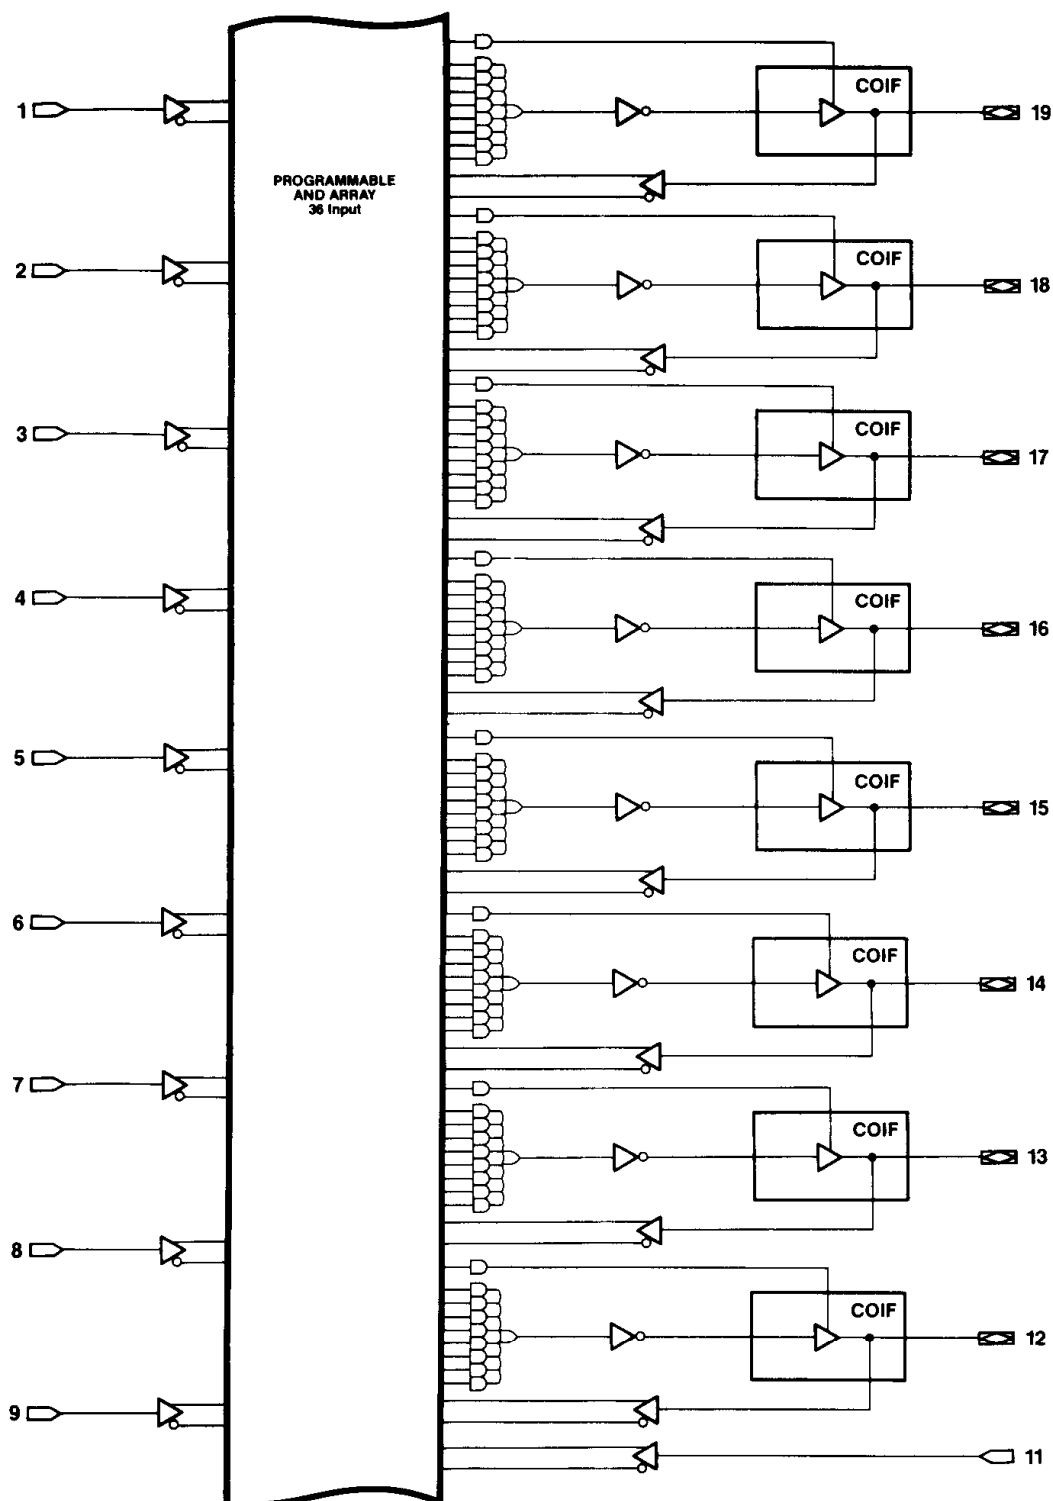 COIF
1
19
PROGRAMMABLE
AND ARRAY
36 Input
COIF
2
18
COIF
3
17
COIF
4
16
COIF
5
15
6
COIF
14
7
COIF
13
8
COIF
12
9
11